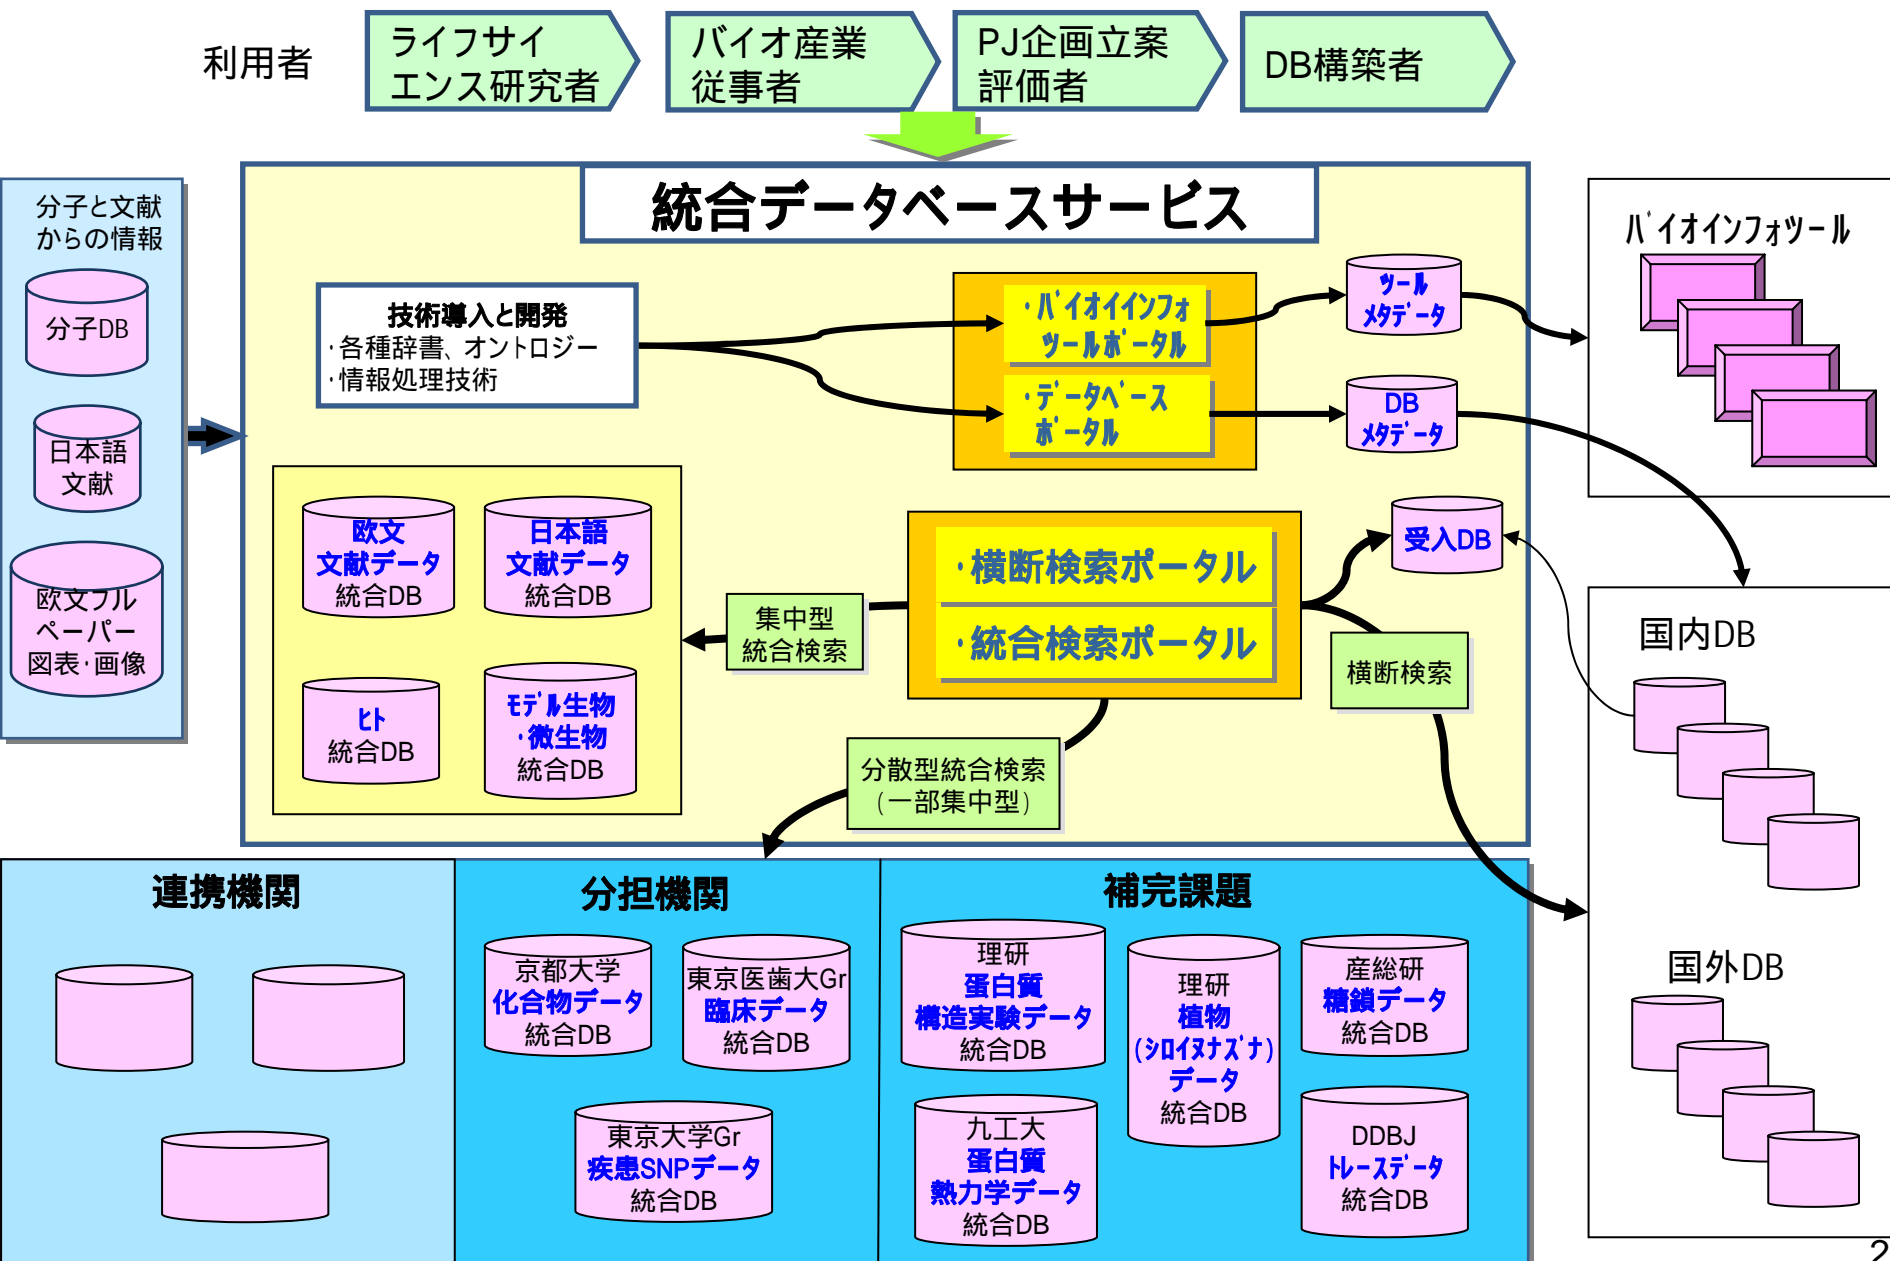 利用者
ライフサイ
エンス研究者
バイオ産業
従事者
PJ企画立案
評価者
DB構築者
分子と文献
からの情報
分子DB
日本語
文献
欧文フル
ペーパー
図表・画像
統合データベースサービス
技術導入と開発
・各種辞書、オントロジー
・情報処理技術
・ﾊﾞｲｵｲｲﾝﾌｫ
ﾂｰﾙﾎﾟｰﾀﾙ
・ﾃﾞｰﾀﾍﾞｰｽ
ﾎﾟｰﾀﾙ
ﾂｰﾙ
ﾒﾀﾃﾞｰﾀ
DB
ﾒﾀﾃﾞｰﾀ
欧文
文献データ
統合DB
日本語
文献データ
統合DB
ﾋﾄ
統合DB
ﾓﾃﾞﾙ生物
・微生物
統合DB
集中型
統合検索
・横断検索ポータル
・統合検索ポータル
受入DB
横断検索
分散型統合検索
(一部集中型)
ﾊﾞｲｵｲﾝﾌｫﾂｰﾙ
国内DB
国外DB
連携機関
分担機関
京都大学
化合物データ
統合DB
東京医歯大Gr
臨床データ
統合DB
東京大学Gr
疾患SNPデータ
統合DB
補完課題
理研
蛋白質
構造実験データ
統合DB
理研
植物
(ｼﾛｲﾇﾅｽﾞﾅ)
データ
統合DB
産総研
糖鎖データ
統合DB
九工大
蛋白質
熱力学データ
統合DB
DDBJ
ﾄﾚｰｽﾃﾞｰﾀ
統合DB
2